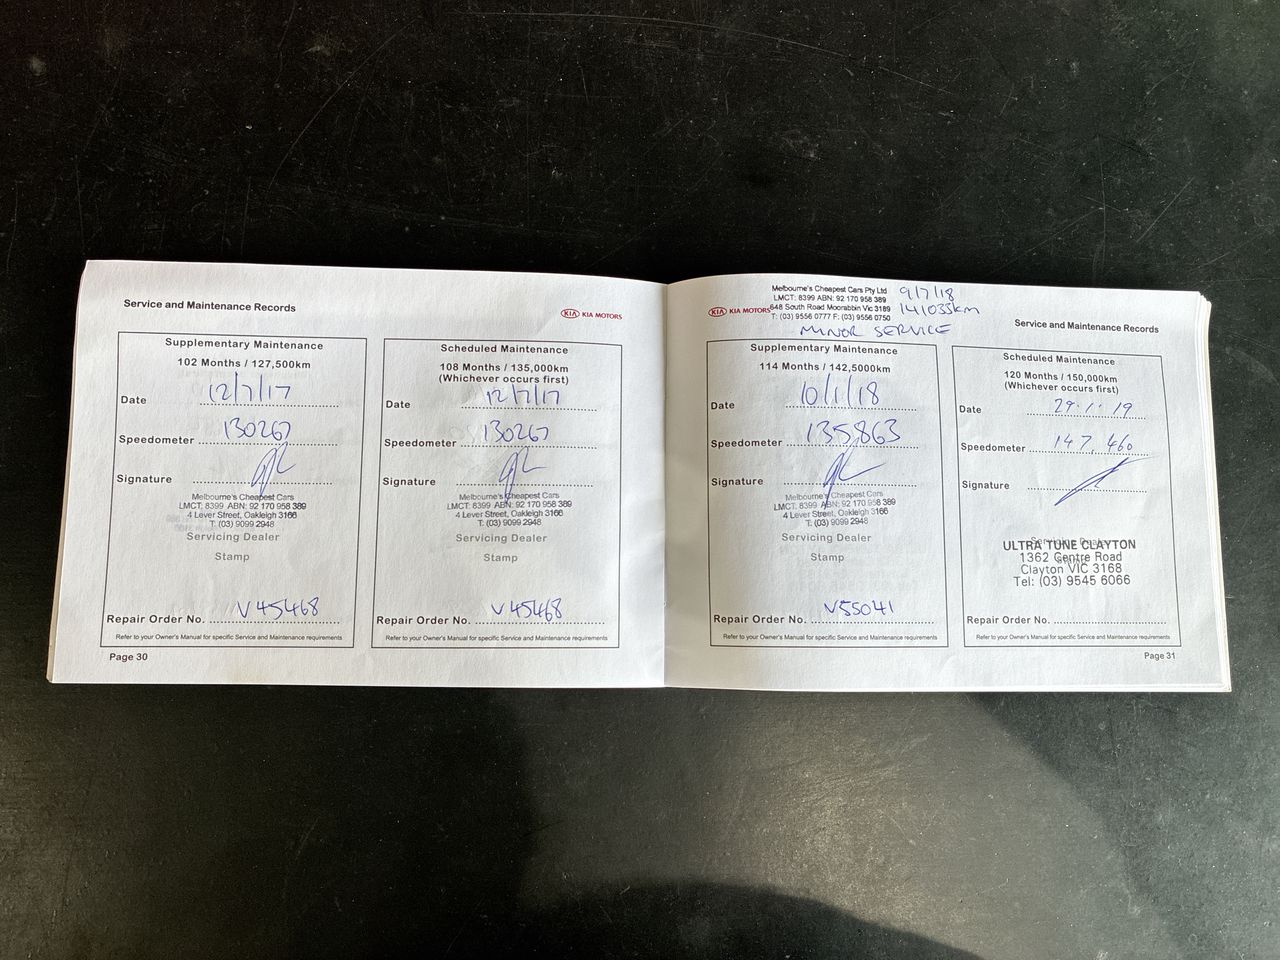 Service and Maintenance Records
KIA KIA MOTORS
Supplementary Maintenance
102 Months / 127,500km
Date 12/7/17
Speedometer 130267
Signature
Melbourne's Cheapest Cars
LMCT: 8399 ABN: 92 170 958 389
4 Lever Street, Oakleigh 3166
T: (03) 9099 2948
Servicing Dealer
Stamp
Repair Order No. V45468
Refer to your Owner's Manual for specific Service and Maintenance requirements
Page 30
Scheduled Maintenance
108 Months / 135,000km
(Whichever occurs first)
Date 12/7/17
Speedometer 130267
Signature
Melbourne's Cheapest Cars
LMCT: 8399 ABN: 92 170 958 389
4 Lever Street, Oakleigh 3166
T: (03) 9099 2948
Servicing Dealer
Stamp
Repair Order No. V45468
Refer to your Owner's Manual for specific Service and Maintenance requirements
Melbourne's Cheapest Cars Pty Ltd 9/7/18
LMCT: 8399 ABN: 92 170 958 389
KIA KIA MOTORS 848 South Road Moorabbin Vic 3189 141033km
T: (03) 9556 0777 F: (03) 9556 0750
MINOR SERVICE
Service and Maintenance Records
Supplementary Maintenance
114 Months / 142,5000km
Date 10/1/18
Speedometer 135,863
Signature
Melbourne's Cheapest Cars
LMCT: 8399 ABN: 92 170 958 389
4 Lever Street, Oakleigh 3166
T: (03) 9099 2948
Servicing Dealer
Stamp
Repair Order No. V55041
Refer to your Owner's Manual for specific Service and Maintenance requirements
Scheduled Maintenance
120 Months / 150,000km
(Whichever occurs first)
Date 29.1.19
Speedometer 147,460
Signature
Servicing Dealer
ULTRA TUNE CLAYTON
1362 Centre Road
Clayton VIC 3168
Tel: (03) 9545 6066
Repair Order No.
Refer to your Owner's Manual for specific Service and Maintenance requirements
Page 31